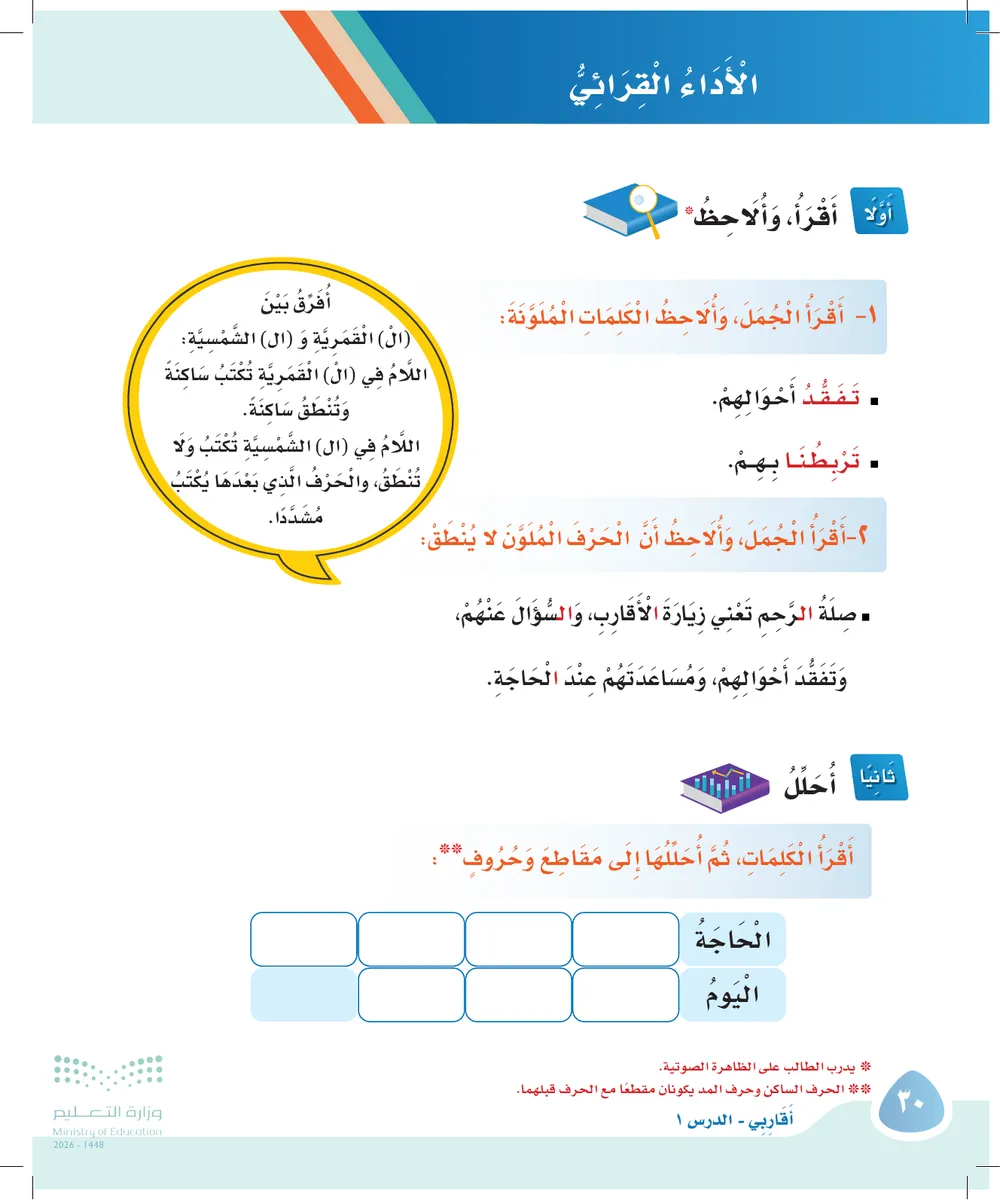 الْأَدَاءُ الْقِرَائِيُّ
أَوَّلًا
أَقْرَأُ، وَأُلَاحِظُ*
١- أَقْرَأُ الْجُمَلَ، وَأُلَاحِظُ الْكَلِمَاتِ الْمُلَوَّنَةَ:
■ تَفَقُّدُ أَحْوَالِهِمْ.
■ تَرْبِطُنَا بِهِمْ.
أُفَرِّقُ بَيْنَ
(الْ) الْقَمَرِيَّةِ وَ (ال) الشَّمْسِيَّةِ:
اللَّامُ فِي (الْ) الْقَمَرِيَّةِ تُكْتَبُ سَاكِنَةً
وَتُنْطَقُ سَاكِنَةً.
اللَّامُ فِي (ال) الشَّمْسِيَّةِ تُكْتَبُ وَلَا
تُنْطَقُ، والْحَرْفُ الَّذِي بَعْدَهَا يُكْتَبُ
مُشَدَّدًا.
٢-أَقْرَأُ الْجُمَلَ، وَأُلَاحِظُ أَنَّ الْحَرْفَ الْمُلَوَّنَ لا يُنْطَقْ:
■ صِلَةُ الرَّحِمِ تَعْنِي زِيَارَةَ الْأَقَارِبِ، وَالسُّؤَالَ عَنْهُمْ،
وَتَفَقُّدَ أَحْوَالِهِمْ، وَمُسَاعَدَتَهُمْ عِنْدَ الْحَاجَةِ.
ثَانِيًا
أُحَلِّلُ
أَقْرَأُ الْكَلِمَاتِ، ثُمَّ أُحَلِّلُهَا إِلَى مَقَاطِعَ وَحُرُوفٍ**:
الْحَاجَةُ
الْيَومُ
* يدرب الطالب على الظاهرة الصوتية.
** الحرف الساكن وحرف المد يكونان مقطعًا مع الحرف قبلهما.
أَقَارِبِي - الدرس ١
٣٠
وزارة التعليم
Ministry of Education
2026 - 1448